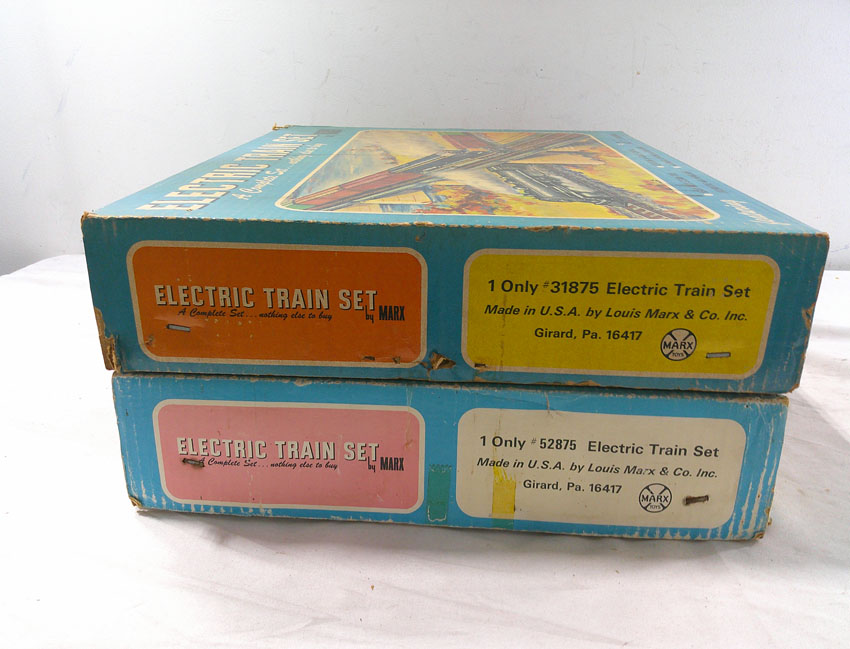 ELECTRIC TRAIN SET
A Complete Set...nothing else to buy
ELECTRIC TRAIN SET
A Complete Set...nothing else to buy
by MARX
1 Only #31875 Electric Train Set
Made in U.S.A. by Louis Marx & Co. Inc.
Girard, Pa. 16417
MARX
TOYS
ELECTRIC TRAIN SET
A Complete Set...nothing else to buy
by MARX
1 Only #52875 Electric Train Set
Made in U.S.A. by Louis Marx & Co. Inc.
Girard, Pa. 16417
MARX
TOYS